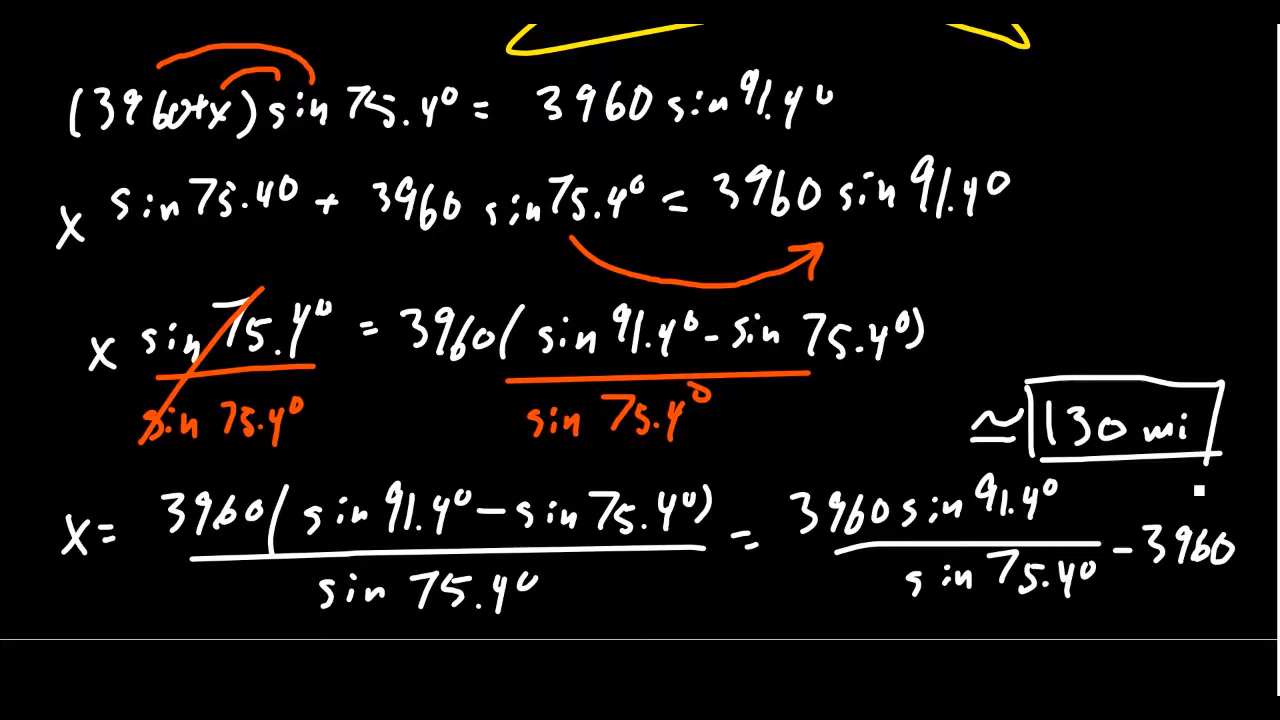 (3960+x) sin 75.4° = 3960 sin 91.4°
x sin 75.4° + 3960 sin 75.4° = 3960 sin 91.4°
x sin 75.4° = 3960( sin 91.4° - sin 75.4°)
sin 75.4° sin 75.4°
≈ 130 mi
x = 3960( sin 91.4° - sin 75.4°) = 3960 sin 91.4° - 3960
sin 75.4° sin 75.4°